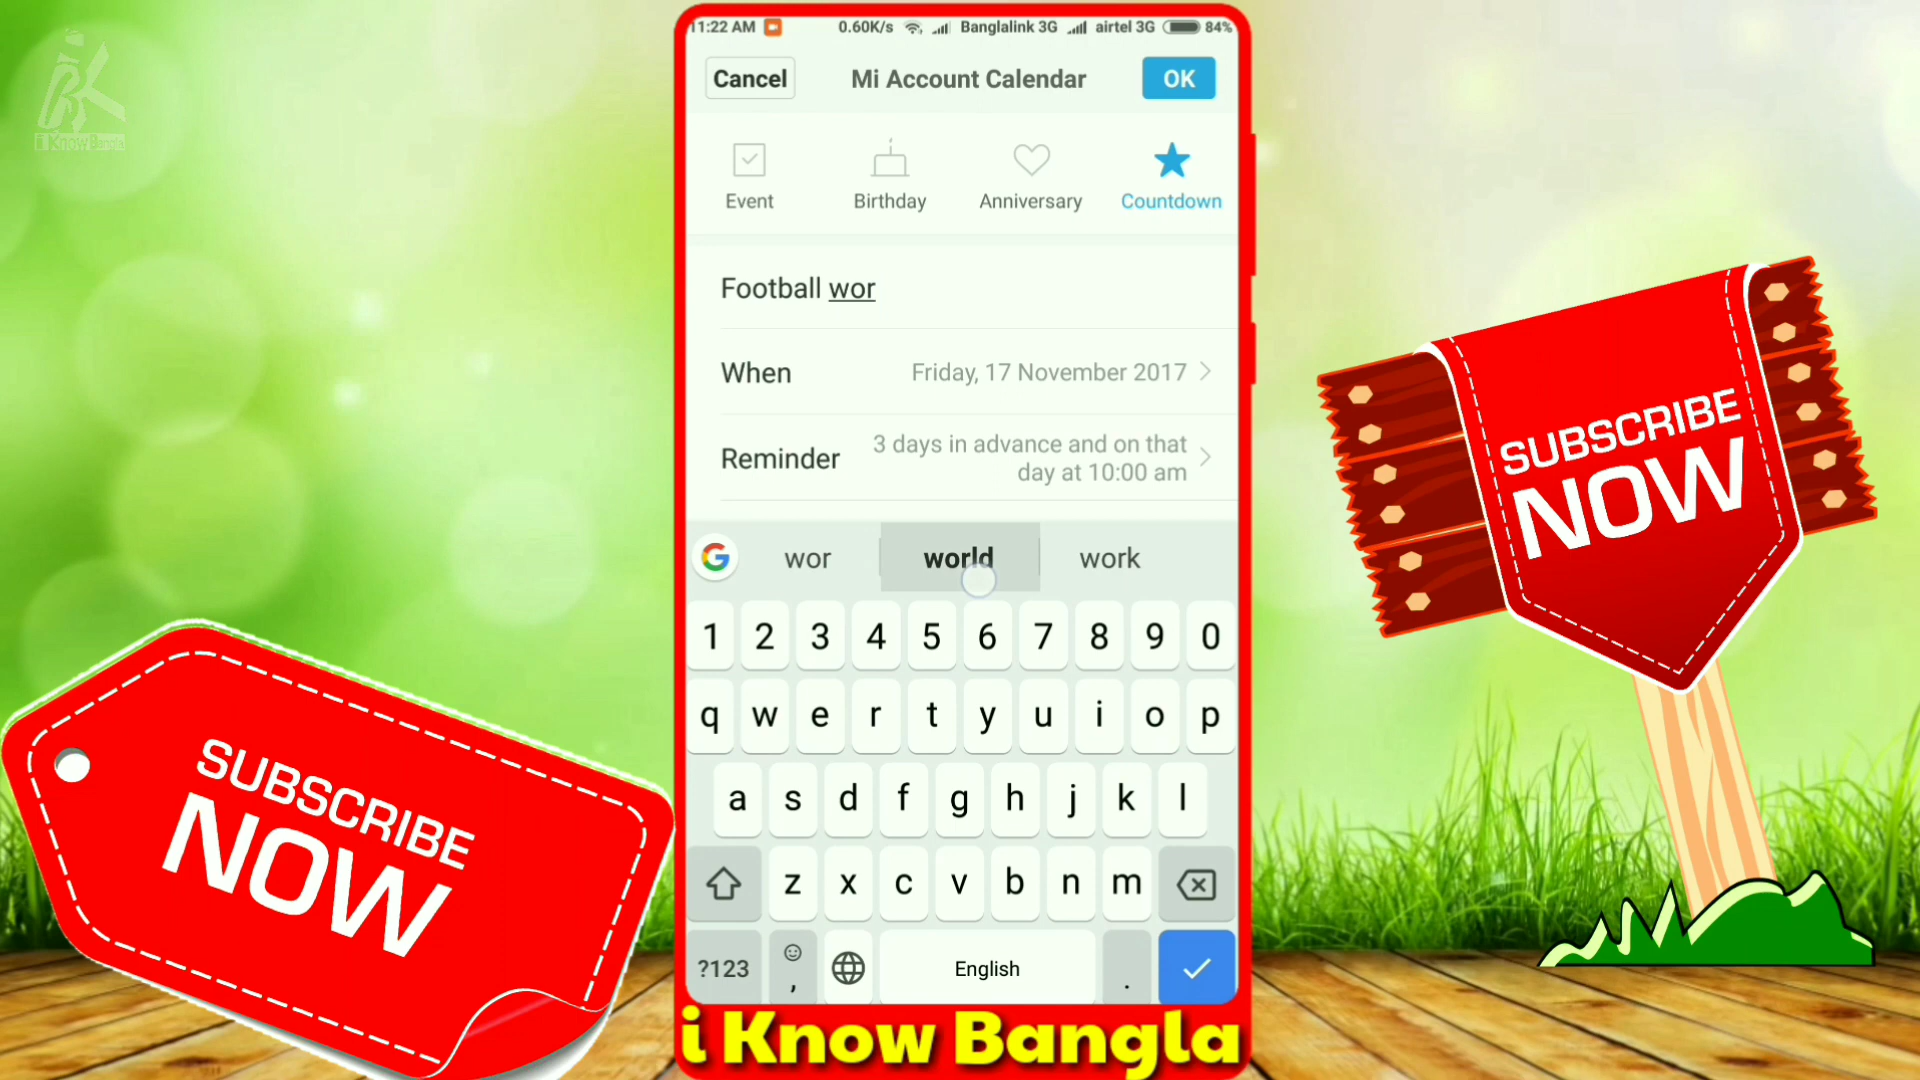 i Know Bangla
11:22 AM 0.60K/s Banglalink 3G airtel 3G 84%
Cancel Mi Account Calendar OK
Event Birthday Anniversary Countdown
Football wor
When Friday, 17 November 2017
Reminder 3 days in advance and on that
day at 10:00 am
G wor world work
1 2 3 4 5 6 7 8 9 0
q w e r t y u i o p
a s d f g h j k l
z x c v b n m
?123 , English .
i Know Bangla
SUBSCRIBE
NOW
SUBSCRIBE
NOW